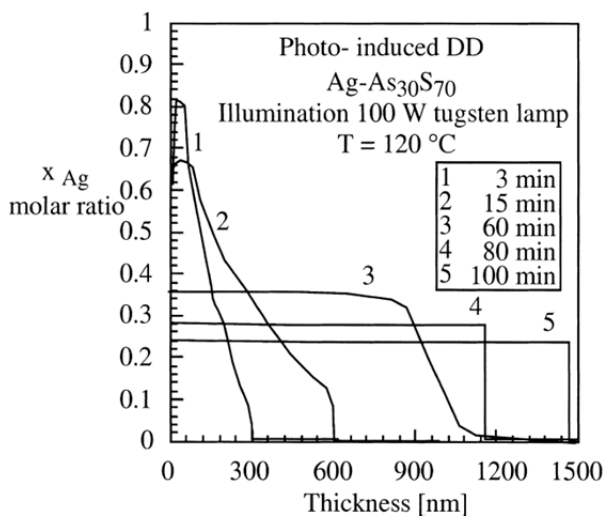 Photo- induced DD
Ag-As30S70
Illumination 100 W tugsten lamp
T = 120 °C
1 3 min
2 15 min
3 60 min
4 80 min
5 100 min
x Ag
molar ratio
1
0.9
0.8
0.7
0.6
0.5
0.4
0.3
0.2
0.1
0
1
2
3
4
5
0 300 600 900 1200 1500
Thickness [nm]